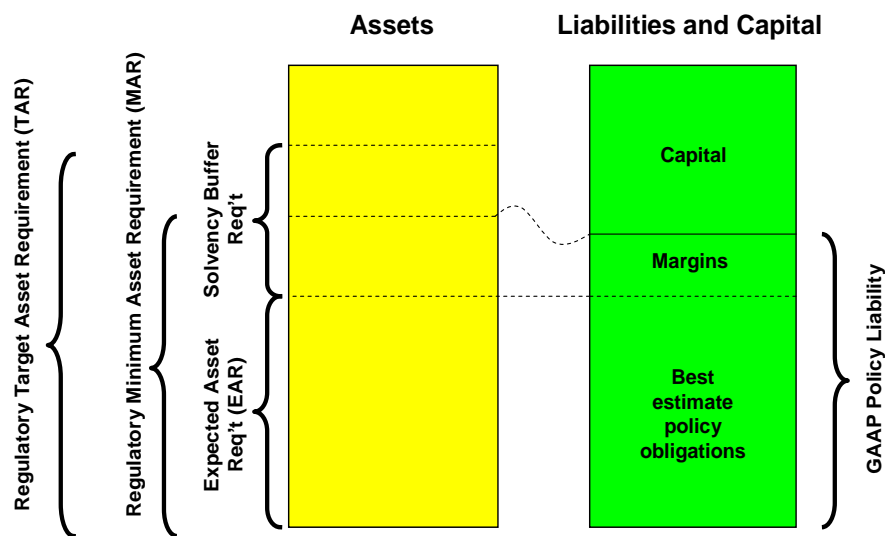 Assets
Liabilities and Capital
Regulatory Target Asset Requirement (TAR)
Regulatory Minimum Asset Requirement (MAR)
Solvency Buffer
Req't
Expected Asset
Req't (EAR)
Capital
Margins
Best
estimate
policy
obligations
GAAP Policy Liability